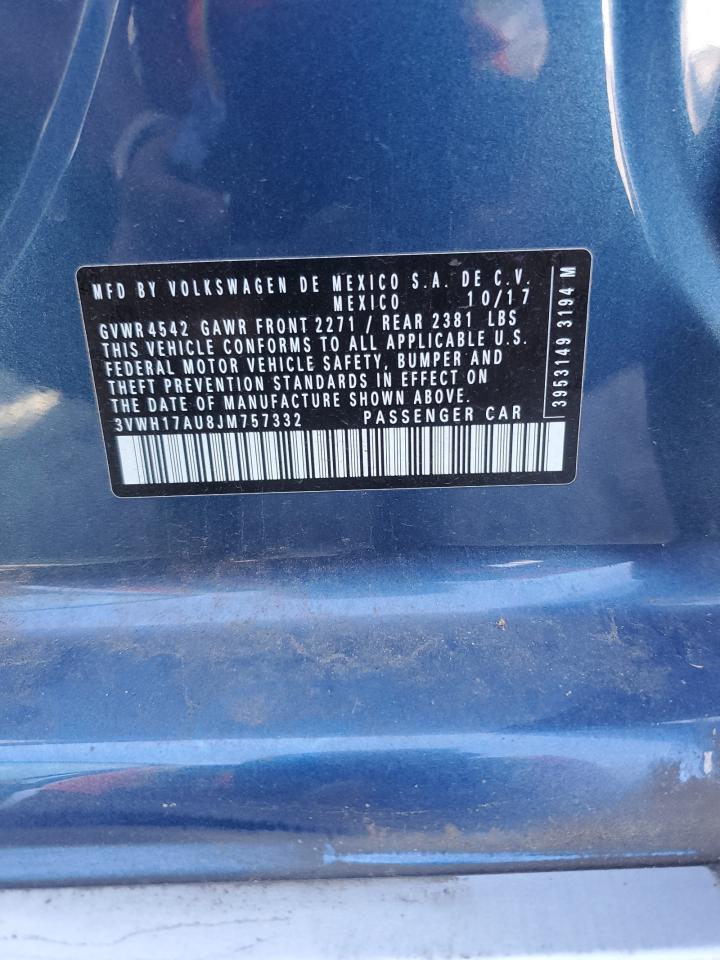 MFD BY VOLKSWAGEN DE MEXICO S.A. DE C.V.
MEXICO 10/17
GVWR4542 GAWR FRONT 2271 / REAR 2381 LBS
THIS VEHICLE CONFORMS TO ALL APPLICABLE U.S.
FEDERAL MOTOR VEHICLE SAFETY, BUMPER AND
THEFT PREVENTION STANDARDS IN EFFECT ON
THE DATE OF MANUFACTURE SHOWN ABOVE.
3VWH17AU8JM757332 PASSENGER CAR
3953149 3194 M